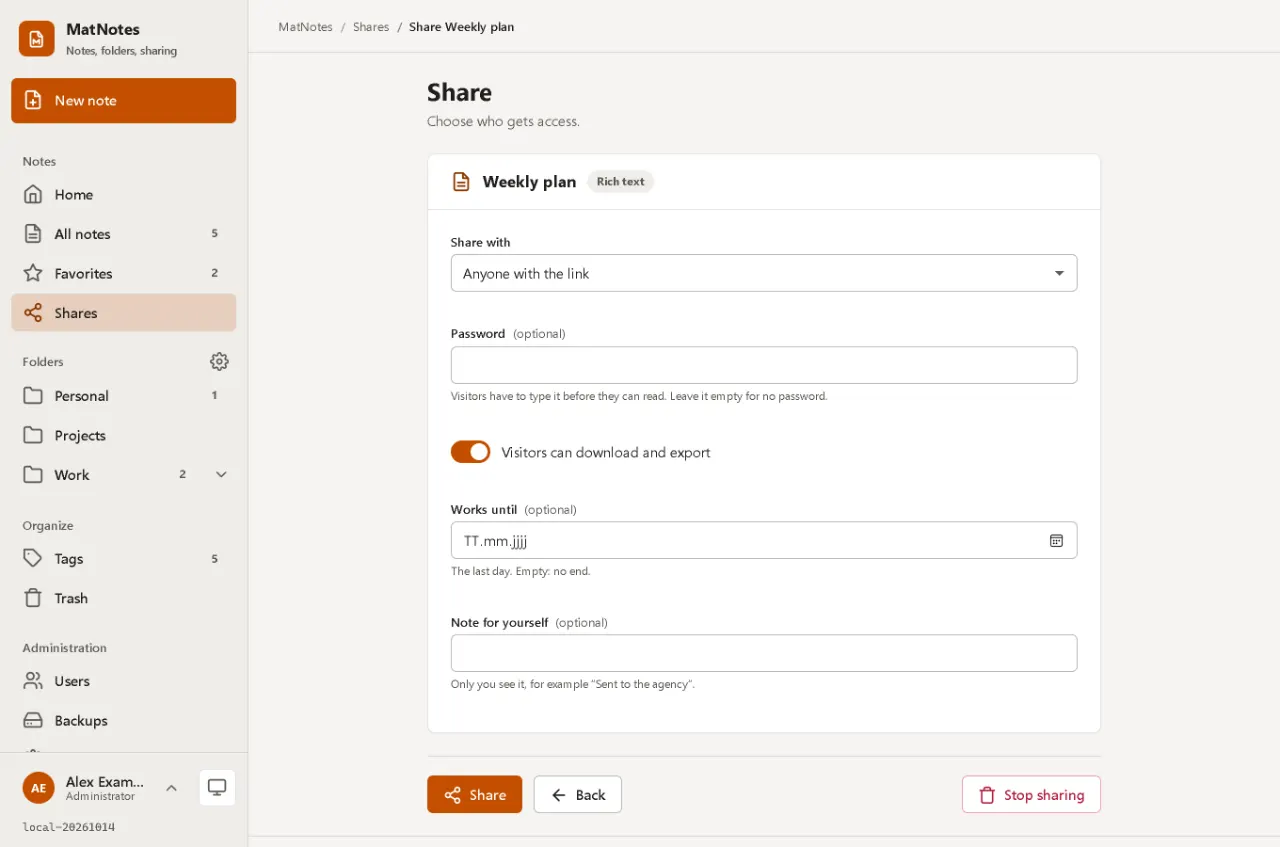 MatNotes
Notes, folders, sharing
New note
Notes
Home
All notes 5
Favorites 2
Shares
Folders
Personal 1
Projects
Work 2
Organize
Tags 5
Trash
Administration
Users
Backups
AE
Alex Exam...
Administrator
local-20261014
MatNotes / Shares / Share Weekly plan
Share
Choose who gets access.
Weekly plan Rich text
Share with
Anyone with the link
Password (optional)
Visitors have to type it before they can read. Leave it empty for no password.
Visitors can download and export
Works until (optional)
TT.mm.jjjj
The last day. Empty: no end.
Note for yourself (optional)
Only you see it, for example “Sent to the agency”.
Share
Back
Stop sharing